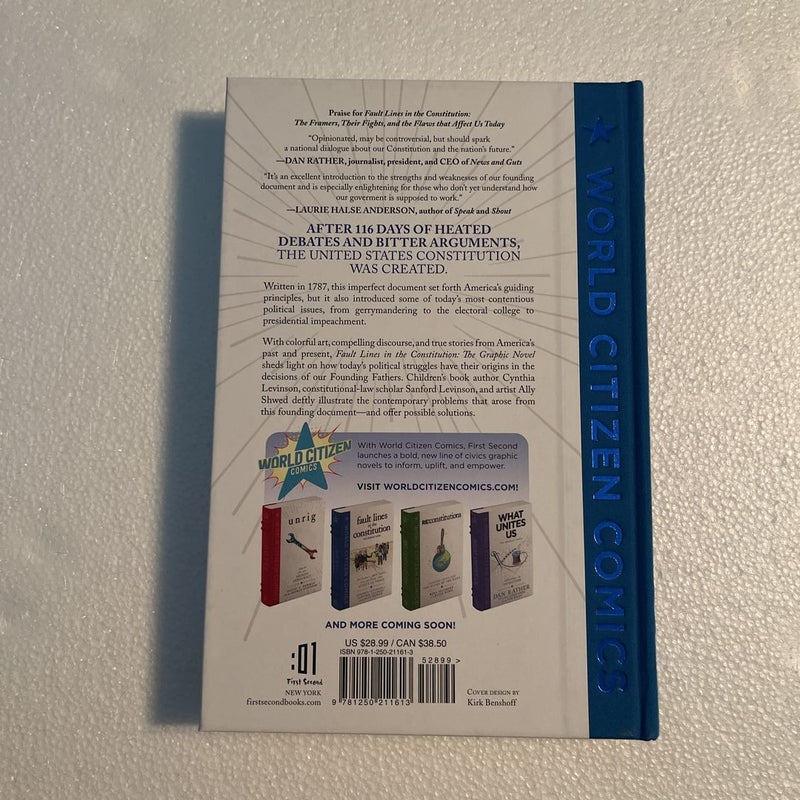 Praise for Fault Lines in the Constitution:
The Framers, Their Fights, and the Flaws that Affect Us Today
“Opinionated, may be controversial, but should spark
a national dialogue about our Constitution and the nation’s future.”
—DAN RATHER, journalist, president, and CEO of News and Guts
“It’s an excellent introduction to the strengths and weaknesses of our founding
document and is especially enlightening for those who don’t yet understand how
our goverment is supposed to work.”
—LAURIE HALSE ANDERSON, author of Speak and Shout
AFTER 116 DAYS OF HEATED
DEBATES AND BITTER ARGUMENTS,
THE UNITED STATES CONSTITUTION
WAS CREATED.
Written in 1787, this imperfect document set forth America’s guiding
principles, but it also introduced some of today’s most contentious
political issues, from gerrymandering to the electoral college to
presidential impeachment.
With colorful art, compelling discourse, and true stories from America’s
past and present, Fault Lines in the Constitution: The Graphic Novel
sheds light on how today’s political struggles have their origins in the
decisions of our Founding Fathers. Children’s book author Cynthia
Levinson, constitutional-law scholar Sanford Levinson, and artist Ally
Shwed deftly illustrate the contemporary problems that arose from
this founding document—and offer possible solutions.
WORLD CITIZEN
COMICS
With World Citizen Comics, First Second
launches a bold, new line of civics graphic
novels to inform, uplift, and empower.
VISIT WORLDCITIZENCOMICS.COM!
unrig
fault lines
in the
constitution
re:constitutions
WHAT
UNITES
US
DAN RATHER
AND MORE COMING SOON!
US $28.99 / CAN $38.50
ISBN 978-1-250-21161-3
52899>
9 781250 211613
:01
First Second
NEW YORK
firstsecondbooks.com
COVER DESIGN BY
Kirk Benshoff
WORLD CITIZEN COMICS